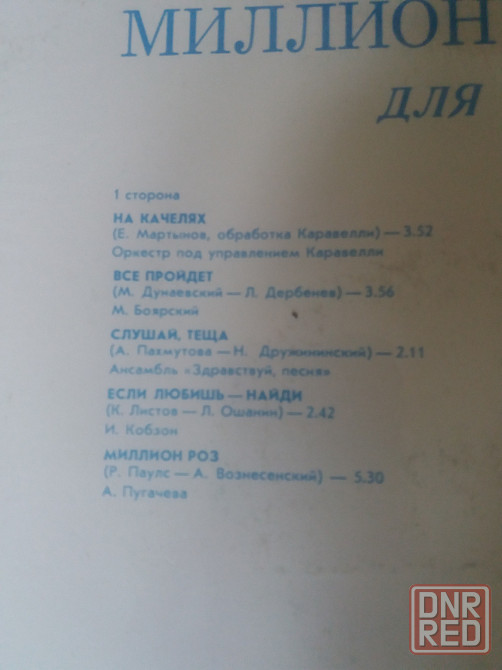 МИЛЛИОН
ДЛЯ
1 сторона
НА КАЧЕЛЯХ
(Е. Мартынов, обработка Каравелли) — 3.52
Оркестр под управлением Каравелли
ВСЕ ПРОЙДЕТ
(М. Дунаевский — Л. Дербенев) — 3.56
М. Боярский
СЛУШАЙ, ТЕЩА
(А. Пахмутова — Н. Дружининский) — 2.11
Ансамбль «Здравствуй, песня»
ЕСЛИ ЛЮБИШЬ — НАЙДИ
(К. Листов — Л. Ошанин) — 2.42
И. Кобзон
МИЛЛИОН РОЗ
(Р. Паулс — А. Вознесенский) — 5.30
А. Пугачева
DNR
RED